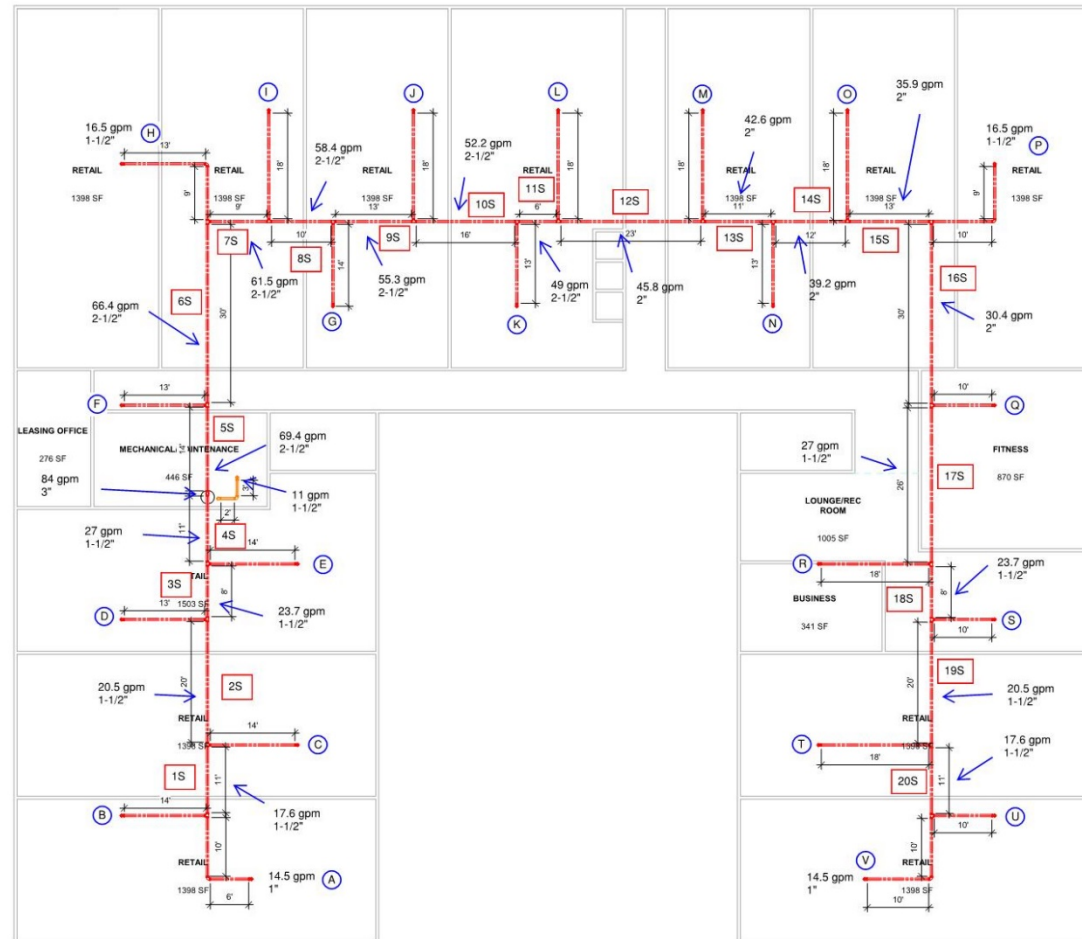 I
J
L
M
O
35.9 gpm
2"
16.5 gpm
1-1/2"
H
13'
58.4 gpm
2-1/2"
52.2 gpm
2-1/2"
42.6 gpm
2"
16.5 gpm
1-1/2"
P
RETAIL
RETAIL
RETAIL
RETAIL
RETAIL
RETAIL
RETAIL
1398 SF
1398 SF
1398 SF
1398 SF
1398 SF
1398 SF
1398 SF
9'
18'
18'
18'
18'
18'
9'
9'
10'
13'
16'
6'
23'
11'
12'
13'
10'
7S
8S
9S
10S
11S
12S
13S
14S
15S
61.5 gpm
2-1/2"
55.3 gpm
2-1/2"
49 gpm
2-1/2"
45.8 gpm
2"
39.2 gpm
2"
14'
13'
13'
G
K
N
6S
66.4 gpm
2-1/2"
30'
30'
16S
30.4 gpm
2"
F
13'
10'
Q
LEASING OFFICE
276 SF
5S
14'
MECHANICAL/MAINTENANCE
446 SF
69.4 gpm
2-1/2"
84 gpm
3"
11 gpm
1-1/2"
3'
2'
27 gpm
1-1/2"
FITNESS
870 SF
26'
17S
LOUNGE/REC
ROOM
1005 SF
27 gpm
1-1/2"
11'
4S
14'
E
R
18'
3S
1503 SF
8'
23.7 gpm
1-1/2"
D
13'
BUSINESS
341 SF
18S
8'
23.7 gpm
1-1/2"
S
10'
20.5 gpm
1-1/2"
20'
2S
RETAIL
1398 SF
14'
C
20'
19S
20.5 gpm
1-1/2"
RETAIL
1398 SF
T
18'
1S
11'
17.6 gpm
1-1/2"
B
14'
20S
11'
17.6 gpm
1-1/2"
U
10'
10'
RETAIL
1398 SF
6'
14.5 gpm
1"
A
10'
V
RETAIL
1398 SF
14.5 gpm
1"
10'